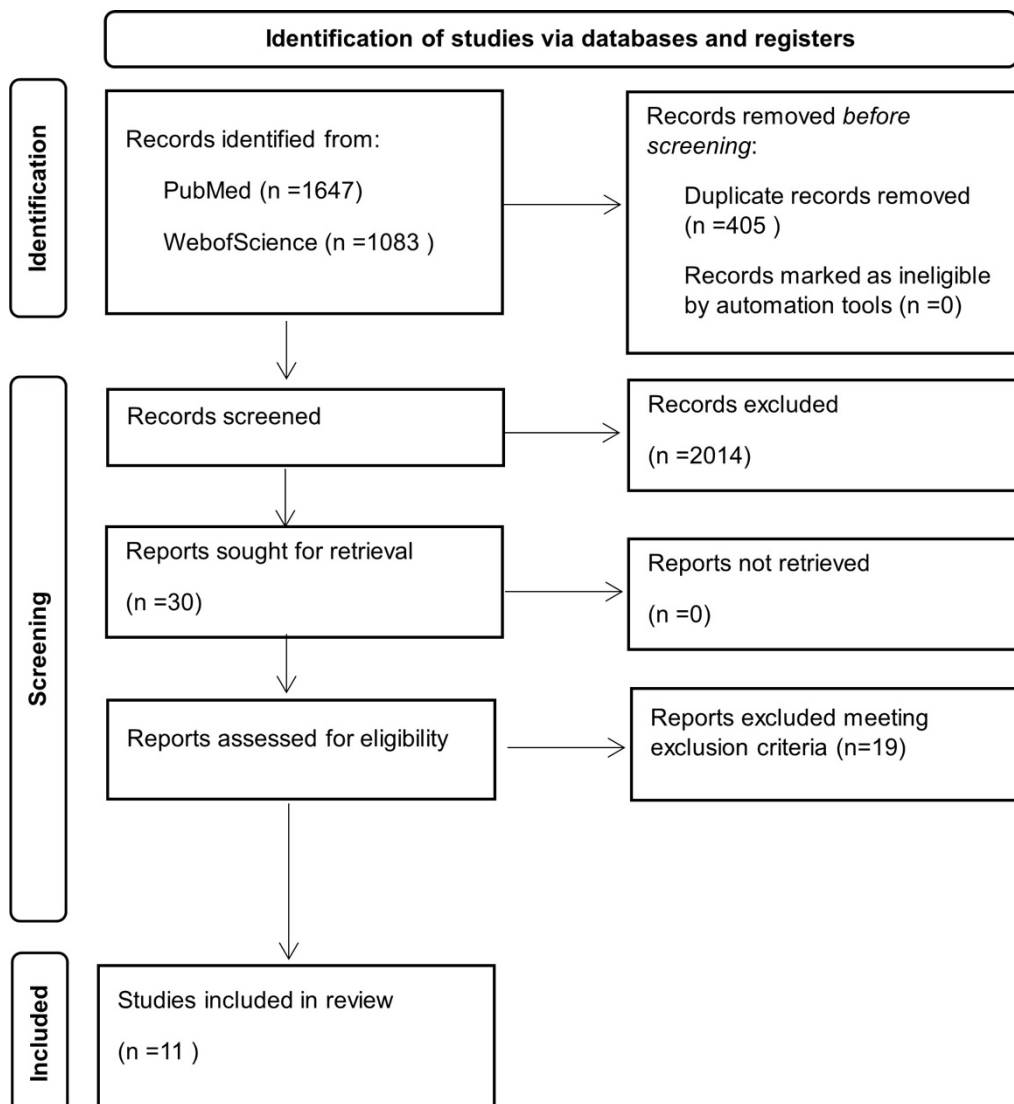 Identification of studies via databases and registers
Identification
Records identified from:
PubMed (n =1647)
WebofScience (n =1083 )
Records removed before
screening:
Duplicate records removed
(n =405 )
Records marked as ineligible
by automation tools (n =0)
Screening
Records screened
Records excluded
(n =2014)
Reports sought for retrieval
(n =30)
Reports not retrieved
(n =0)
Reports assessed for eligibility
Reports excluded meeting
exclusion criteria (n=19)
Included
Studies included in review
(n =11 )